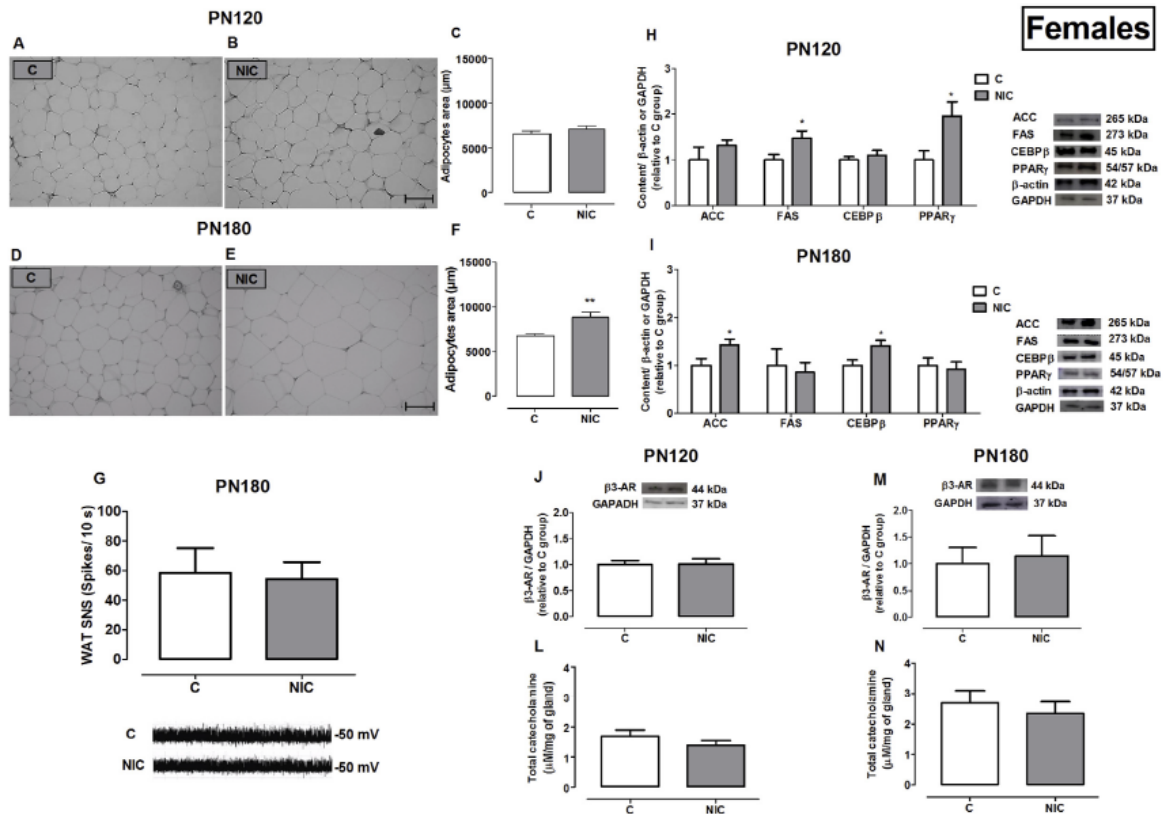 Females
PN120
A
B
C
NIC
C
15000
10000
5000
0
Adipocytes area (µm)
C
NIC
H
PN120
3
2
1
0
Content/ β-actin or GAPDH
(relative to C group)
*
*
ACC
FAS
CEBP β
PPARγ
C
NIC
ACC
265 kDa
FAS
273 kDa
CEBPβ
45 kDa
PPARγ
54/57 kDa
β-actin
42 kDa
GAPDH
37 kDa
PN180
D
E
C
NIC
F
15000
10000
5000
0
Adipocytes area (µm)
**
C
NIC
I
PN180
3
2
1
0
Content/ β-actin or GAPDH
(relative to C group)
*
*
ACC
FAS
CEBP β
PPARγ
C
NIC
ACC
265 kDa
FAS
273 kDa
CEBPβ
45 kDa
PPARγ
54/57 kDa
β-actin
42 kDa
GAPDH
37 kDa
G
PN180
100
80
60
40
20
0
WAT SNS (Spikes/ 10 s)
C
NIC
C
-50 mV
NIC
-50 mV
PN120
J
β3-AR
44 kDa
GAPADH
37 kDa
2.0
1.5
1.0
0.5
0.0
β3-AR / GAPDH
(relative to C group)
C
NIC
PN180
M
β3-AR
44 kDa
GAPDH
37 kDa
2.0
1.5
1.0
0.5
0.0
β3-AR / GAPDH
(relative to C group)
C
NIC
L
4
3
2
1
0
Total catecholamine
(µM/mg of gland)
C
NIC
N
4
3
2
1
0
Total catecholamine
(µM/mg of gland)
C
NIC